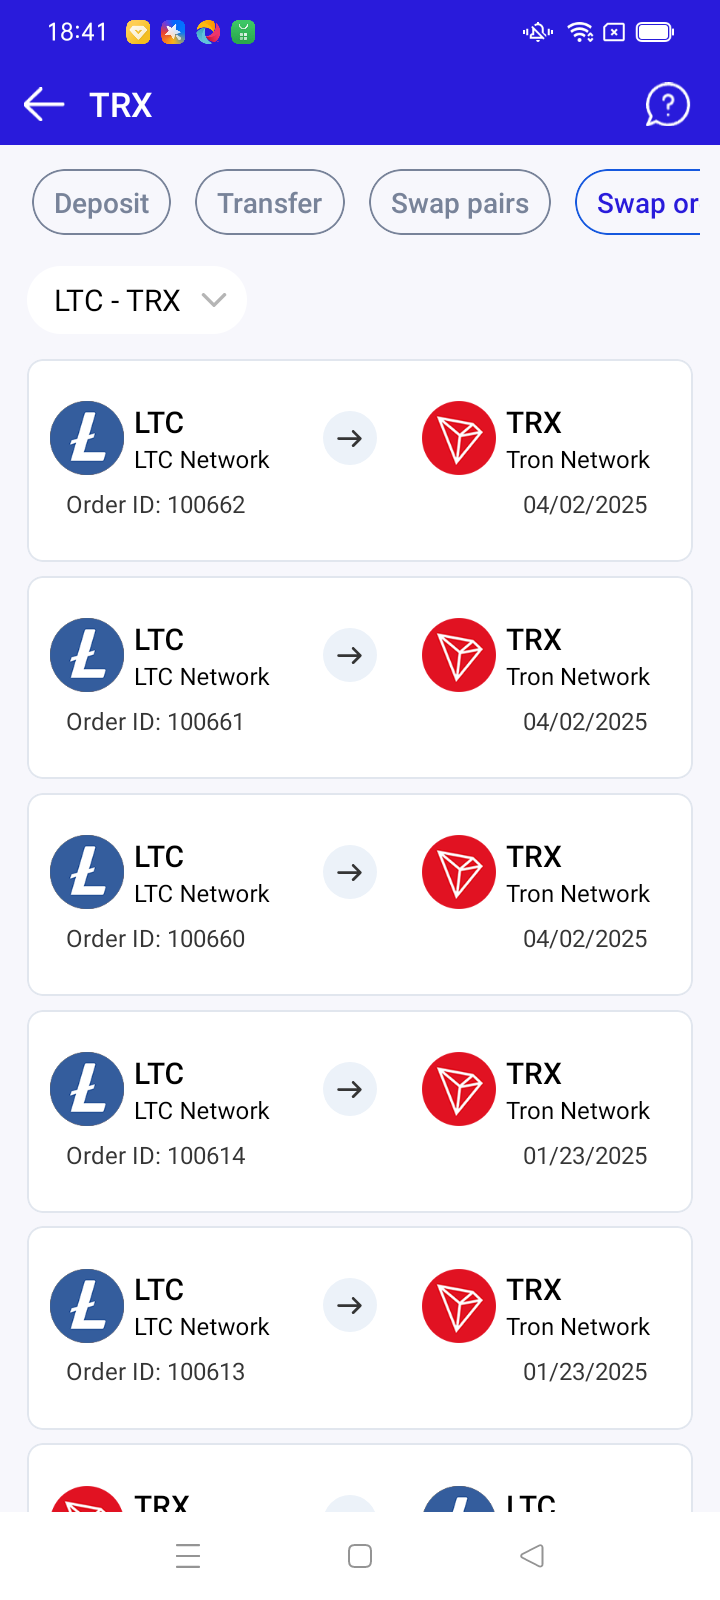 18:41
TRX
Deposit Transfer Swap pairs Swap or
LTC - TRX
LTC TRX
LTC Network Tron Network
Order ID: 100662 04/02/2025
LTC TRX
LTC Network Tron Network
Order ID: 100661 04/02/2025
LTC TRX
LTC Network Tron Network
Order ID: 100660 04/02/2025
LTC TRX
LTC Network Tron Network
Order ID: 100614 01/23/2025
LTC TRX
LTC Network Tron Network
Order ID: 100613 01/23/2025
TRX LTC